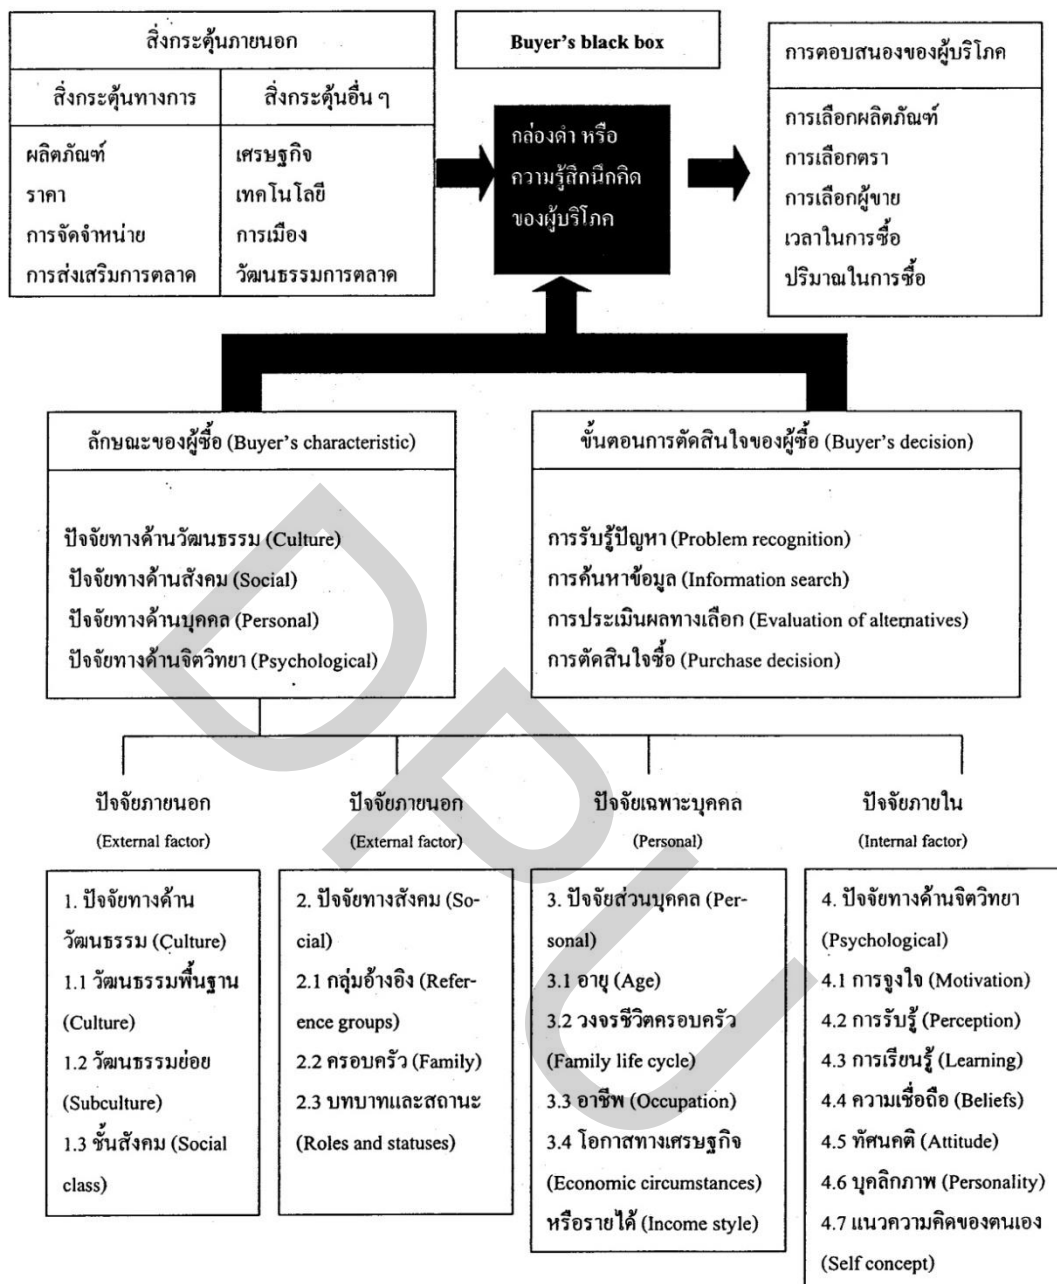 สิ่งกระตุ้นภายนอก
สิ่งกระตุ้นทางการ
สิ่งกระตุ้นอื่น ๆ
ผลิตภัณฑ์
ราคา
การจัดจำหน่าย
การส่งเสริมการตลาด
เศรษฐกิจ
เทคโนโลยี
การเมือง
วัฒนธรรมการตลาด
Buyer's black box
กล่องดำ หรือ
ความรู้สึกนึกคิด
ของผู้บริโภค
การตอบสนองของผู้บริโภค
การเลือกผลิตภัณฑ์
การเลือกตรา
การเลือกผู้ขาย
เวลาในการซื้อ
ปริมาณในการซื้อ
ลักษณะของผู้ซื้อ (Buyer's characteristic)
ปัจจัยทางด้านวัฒนธรรม (Culture)
ปัจจัยทางด้านสังคม (Social)
ปัจจัยทางด้านบุคคล (Personal)
ปัจจัยทางด้านจิตวิทยา (Psychological)
ขั้นตอนการตัดสินใจของผู้ซื้อ (Buyer's decision)
การรับรู้ปัญหา (Problem recognition)
การค้นหาข้อมูล (Information search)
การประเมินผลทางเลือก (Evaluation of alternatives)
การตัดสินใจซื้อ (Purchase decision)
ปัจจัยภายนอก
(External factor)
1. ปัจจัยทางด้าน
วัฒนธรรม (Culture)
1.1 วัฒนธรรมพื้นฐาน
(Culture)
1.2 วัฒนธรรมย่อย
(Subculture)
1.3 ชั้นสังคม (Social
class)
ปัจจัยภายนอก
(External factor)
2. ปัจจัยทางสังคม (So-
cial)
2.1 กลุ่มอ้างอิง (Refer-
ence groups)
2.2 ครอบครัว (Family)
2.3 บทบาทและสถานะ
(Roles and statuses)
ปัจจัยเฉพาะบุคคล
(Personal)
3. ปัจจัยส่วนบุคคล (Per-
sonal)
3.1 อายุ (Age)
3.2 วงจรชีวิตครอบครัว
(Family life cycle)
3.3 อาชีพ (Occupation)
3.4 โอกาสทางเศรษฐกิจ
(Economic circumstances)
หรือรายได้ (Income style)
ปัจจัยภายใน
(Internal factor)
4. ปัจจัยทางด้านจิตวิทยา
(Psychological)
4.1 การจูงใจ (Motivation)
4.2 การรับรู้ (Perception)
4.3 การเรียนรู้ (Learning)
4.4 ความเชื่อถือ (Beliefs)
4.5 ทัศนคติ (Attitude)
4.6 บุคลิกภาพ (Personality)
4.7 แนวความคิดของตนเอง
(Self concept)
DPU